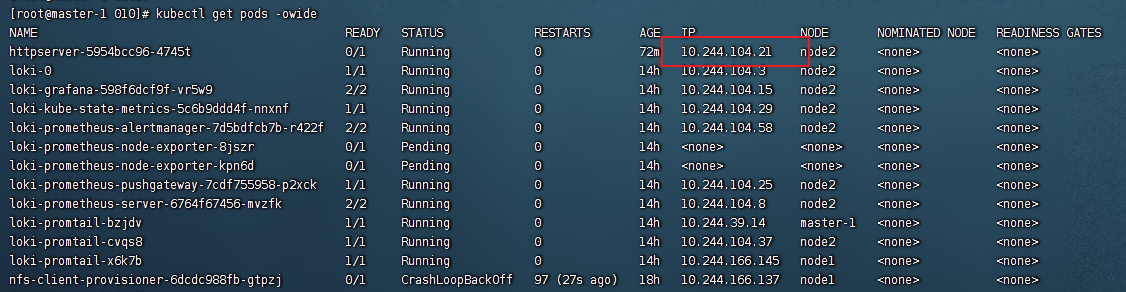 [root@master-1 010]# kubectl get pods -owide
NAME READY STATUS RESTARTS AGE IP NODE NOMINATED NODE READINESS GATES
httpserver-5954bcc96-4745t 0/1 Running 0 72m 10.244.104.21 node2 <none> <none>
loki-0 1/1 Running 0 14h 10.244.104.3 node2 <none> <none>
loki-grafana-598f6dcf9f-vr5w9 2/2 Running 0 14h 10.244.104.15 node2 <none> <none>
loki-kube-state-metrics-5c6b9ddd4f-nnxnf 1/1 Running 0 14h 10.244.104.29 node2 <none> <none>
loki-prometheus-alertmanager-7d5bdfcb7b-r422f 2/2 Running 0 14h 10.244.104.58 node2 <none> <none>
loki-prometheus-node-exporter-8jszr 0/1 Pending 0 14h <none> <none> <none> <none>
loki-prometheus-node-exporter-kpn6d 0/1 Pending 0 14h <none> <none> <none> <none>
loki-prometheus-pushgateway-7cdf755958-p2xck 1/1 Running 0 14h 10.244.104.25 node2 <none> <none>
loki-prometheus-server-6764f67456-mvzfk 2/2 Running 0 14h 10.244.104.8 node2 <none> <none>
loki-promtail-bzjdv 1/1 Running 0 14h 10.244.39.14 master-1 <none> <none>
loki-promtail-cvqs8 1/1 Running 0 14h 10.244.104.37 node2 <none> <none>
loki-promtail-x6k7b 1/1 Running 0 14h 10.244.166.145 node1 <none> <none>
nfs-client-provisioner-6dcdc988fb-gtpzj 0/1 CrashLoopBackOff 97 (27s ago) 18h 10.244.166.137 node1 <none> <none>